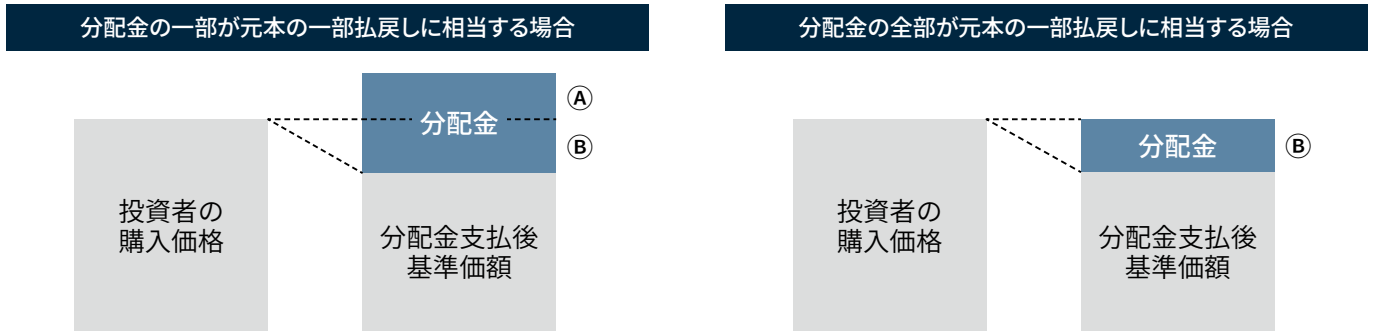 分配金の一部が元本の一部払戻しに相当する場合
投資者の
購入価格
分配金
Ⓐ
Ⓑ
分配金支払後
基準価額
分配金の全部が元本の一部払戻しに相当する場合
投資者の
購入価格
分配金
Ⓑ
分配金支払後
基準価額